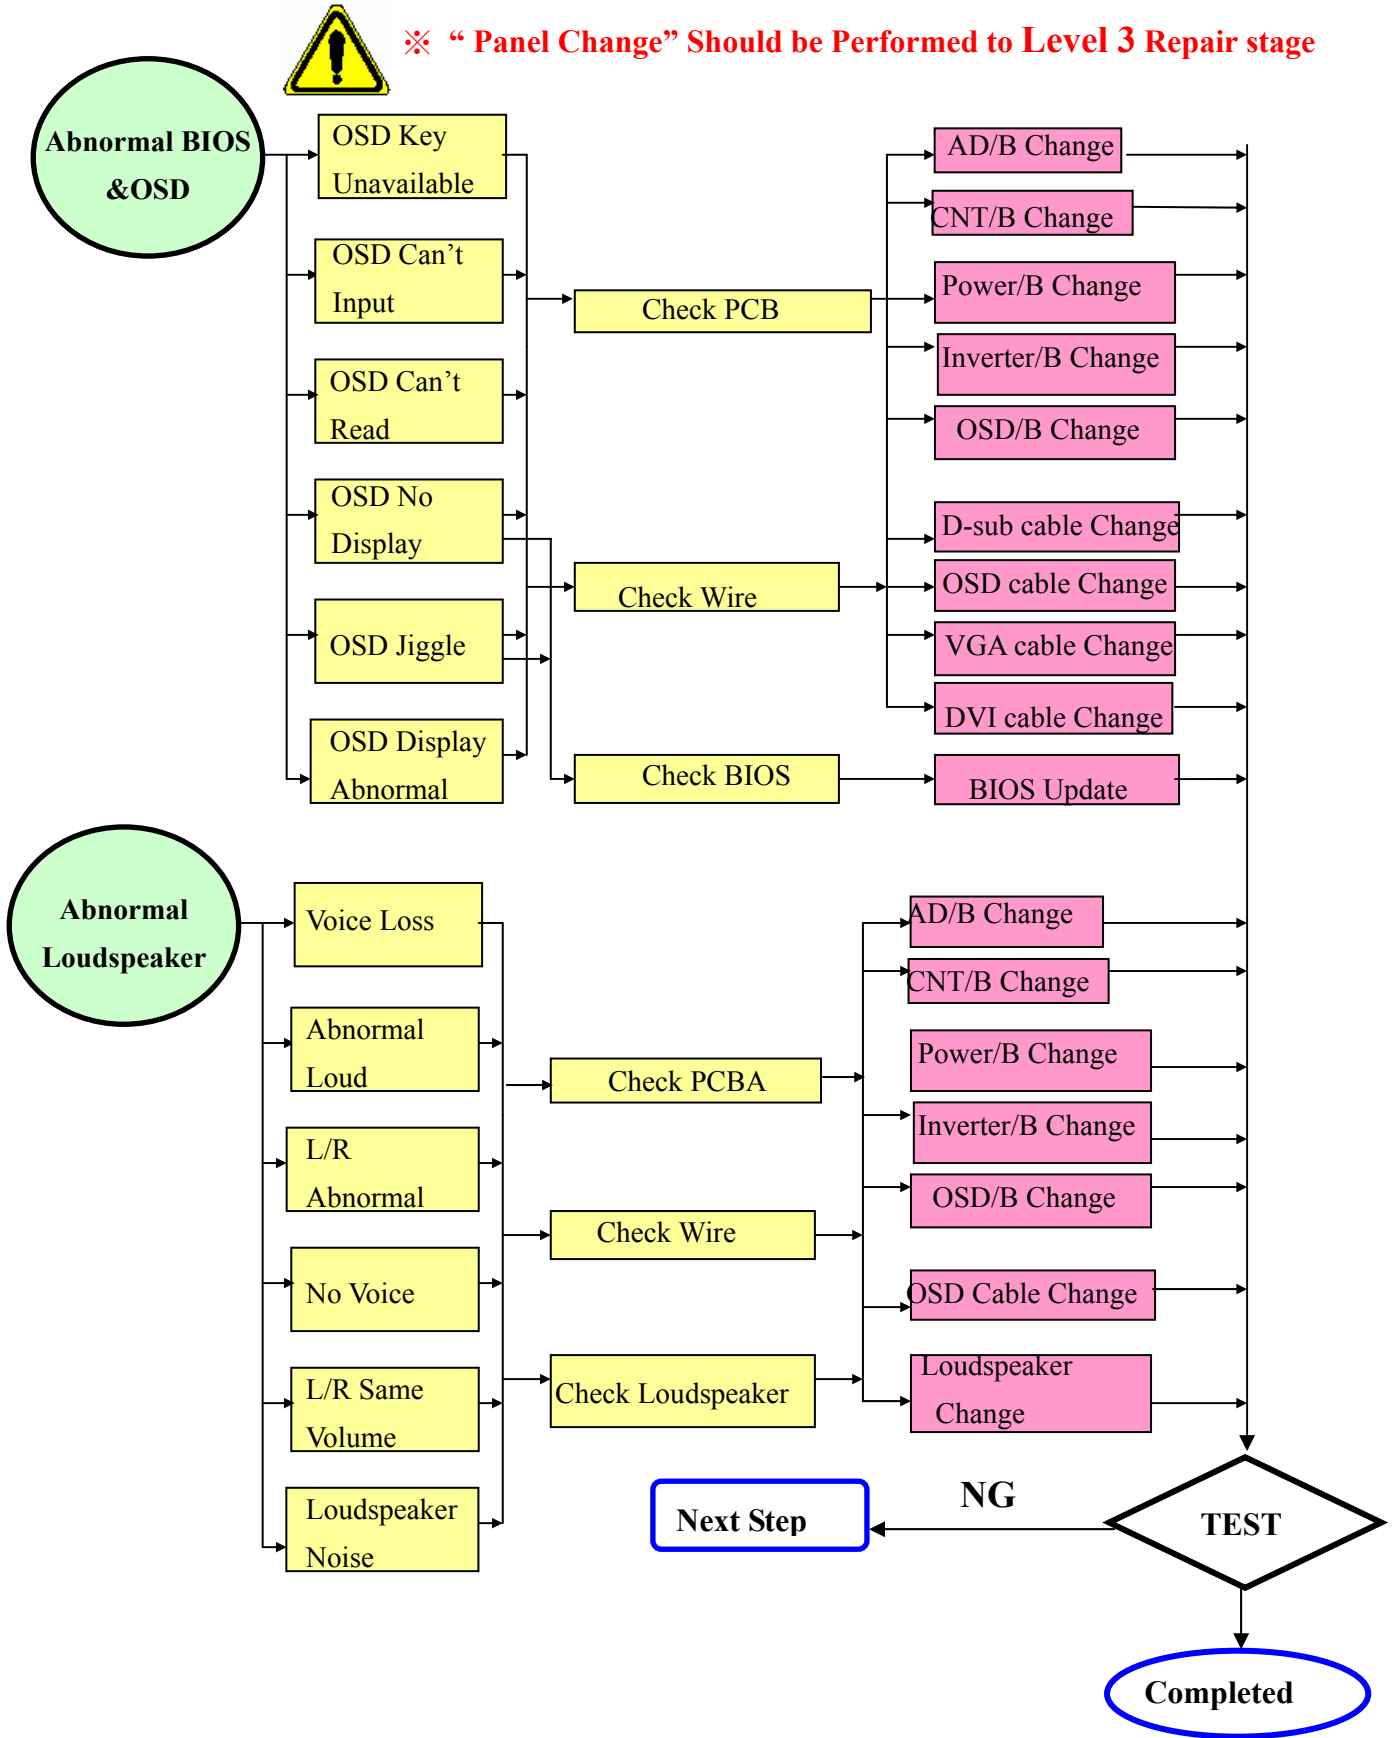 ※ “ Panel Change” Should be Performed to Level 3 Repair stage
Abnormal BIOS
&OSD
OSD Key
Unavailable
OSD Can’t
Input
OSD Can’t
Read
OSD No
Display
OSD Jiggle
OSD Display
Abnormal
Check PCB
Check Wire
Check BIOS
AD/B Change
CNT/B Change
Power/B Change
Inverter/B Change
OSD/B Change
D-sub cable Change
OSD cable Change
VGA cable Change
DVI cable Change
BIOS Update
Abnormal
Loudspeaker
Voice Loss
Abnormal
Loud
L/R
Abnormal
No Voice
L/R Same
Volume
Loudspeaker
Noise
Check PCBA
Check Wire
Check Loudspeaker
AD/B Change
CNT/B Change
Power/B Change
Inverter/B Change
OSD/B Change
OSD Cable Change
Loudspeaker
Change
TEST
NG
Next Step
Completed